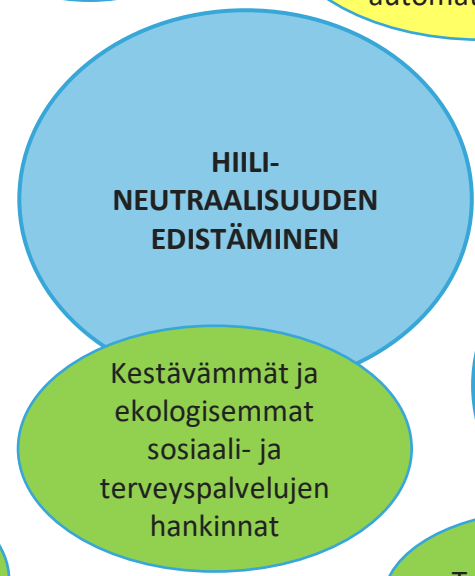 HIILI-
NEUTRAALISUUDEN
EDISTÄMINEN
Kestävämmät ja
ekologisemmat
sosiaali- ja
terveyspalvelujen
hankinnat